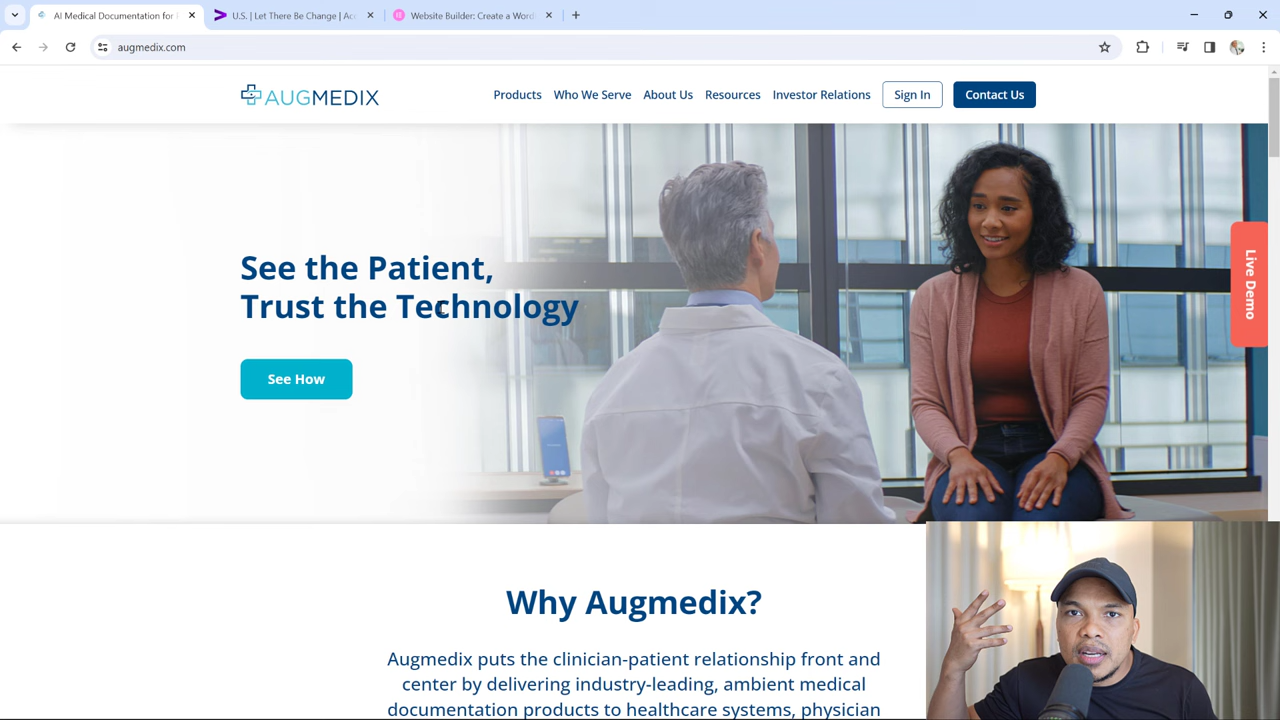 AI Medical Documentation for
U.S. | Let There Be Change | Acc
Website Builder: Create a Word
augmedix.com
AUGMEDIX
Products
Who We Serve
About Us
Resources
Investor Relations
Sign In
Contact Us
See the Patient,
Trust the Technology
See How
Live Demo
Why Augmedix?
Augmedix puts the clinician-patient relationship front and
center by delivering industry-leading, ambient medical
documentation products to healthcare systems, physician